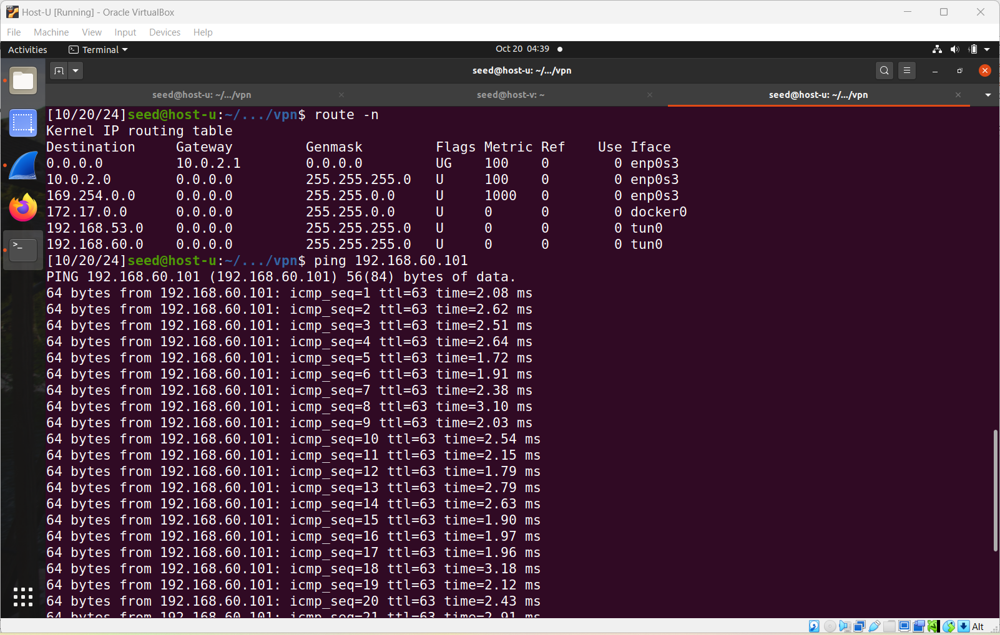 Host-U [Running] - Oracle VirtualBox
File Machine View Input Devices Help
Activities Terminal Oct 20 04:39
seed@host-u: ~/.../vpn
seed@host-u: ~/.../vpn seed@host-v: ~ seed@host-u: ~/.../vpn
[10/20/24]seed@host-u:~/.../vpn$ route -n
Kernel IP routing table
Destination Gateway Genmask Flags Metric Ref Use Iface
0.0.0.0 10.0.2.1 0.0.0.0 UG 100 0 0 enp0s3
10.0.2.0 0.0.0.0 255.255.255.0 U 100 0 0 enp0s3
169.254.0.0 0.0.0.0 255.255.0.0 U 1000 0 0 enp0s3
172.17.0.0 0.0.0.0 255.255.0.0 U 0 0 0 docker0
192.168.53.0 0.0.0.0 255.255.255.0 U 0 0 0 tun0
192.168.60.0 0.0.0.0 255.255.255.0 U 0 0 0 tun0
[10/20/24]seed@host-u:~/.../vpn$ ping 192.168.60.101
PING 192.168.60.101 (192.168.60.101) 56(84) bytes of data.
64 bytes from 192.168.60.101: icmp_seq=1 ttl=63 time=2.08 ms
64 bytes from 192.168.60.101: icmp_seq=2 ttl=63 time=2.62 ms
64 bytes from 192.168.60.101: icmp_seq=3 ttl=63 time=2.51 ms
64 bytes from 192.168.60.101: icmp_seq=4 ttl=63 time=2.64 ms
64 bytes from 192.168.60.101: icmp_seq=5 ttl=63 time=1.72 ms
64 bytes from 192.168.60.101: icmp_seq=6 ttl=63 time=1.91 ms
64 bytes from 192.168.60.101: icmp_seq=7 ttl=63 time=2.38 ms
64 bytes from 192.168.60.101: icmp_seq=8 ttl=63 time=3.10 ms
64 bytes from 192.168.60.101: icmp_seq=9 ttl=63 time=2.03 ms
64 bytes from 192.168.60.101: icmp_seq=10 ttl=63 time=2.54 ms
64 bytes from 192.168.60.101: icmp_seq=11 ttl=63 time=2.15 ms
64 bytes from 192.168.60.101: icmp_seq=12 ttl=63 time=1.79 ms
64 bytes from 192.168.60.101: icmp_seq=13 ttl=63 time=2.79 ms
64 bytes from 192.168.60.101: icmp_seq=14 ttl=63 time=2.63 ms
64 bytes from 192.168.60.101: icmp_seq=15 ttl=63 time=1.90 ms
64 bytes from 192.168.60.101: icmp_seq=16 ttl=63 time=1.97 ms
64 bytes from 192.168.60.101: icmp_seq=17 ttl=63 time=1.96 ms
64 bytes from 192.168.60.101: icmp_seq=18 ttl=63 time=3.18 ms
64 bytes from 192.168.60.101: icmp_seq=19 ttl=63 time=2.12 ms
64 bytes from 192.168.60.101: icmp_seq=20 ttl=63 time=2.43 ms
64 bytes from 192.168.60.101: icmp_seq=21 ttl=63 time=2.91 ms
Alt